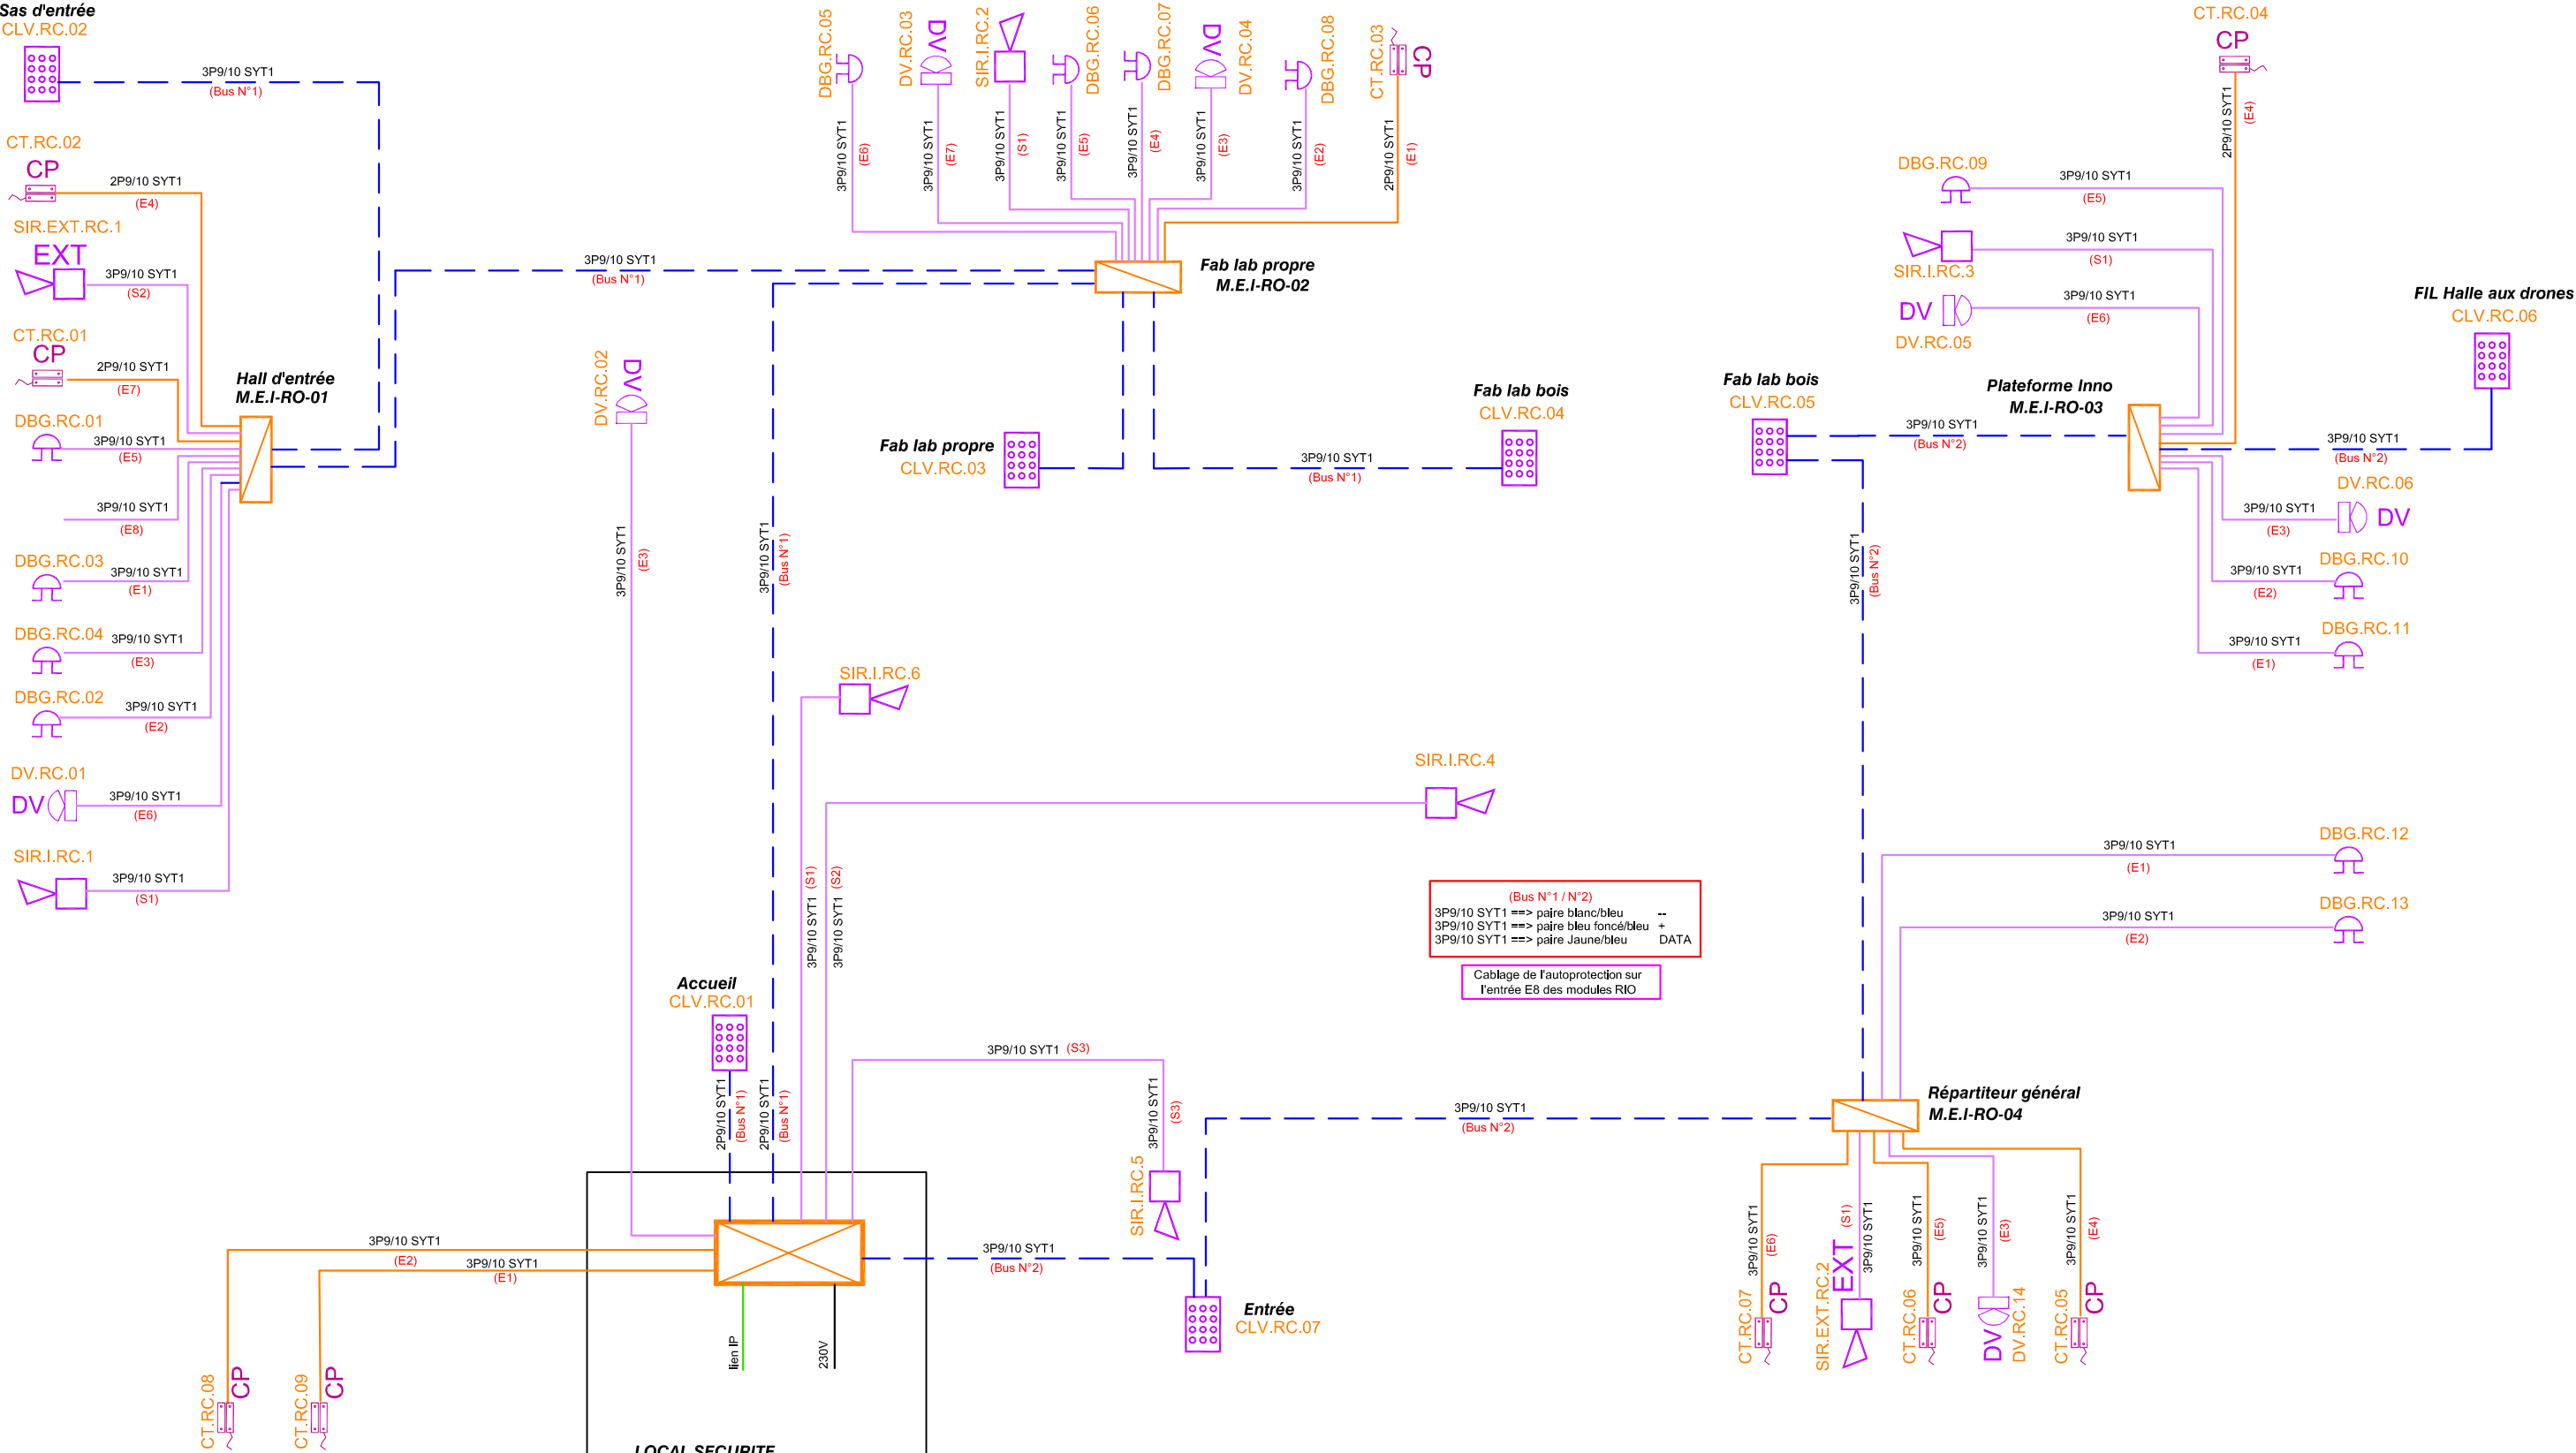 Sas d'entrée
CLV.RC.02
3P9/10 SYT1
(Bus N°1)
CT.RC.02
CP
2P9/10 SYT1
(E4)
SIR.EXT.RC.1
EXT
3P9/10 SYT1
(S2)
CT.RC.01
CP
2P9/10 SYT1
(E7)
Hall d'entrée
M.E.I-RO-01
DBG.RC.01
3P9/10 SYT1
(E5)
3P9/10 SYT1
(E8)
DBG.RC.03
3P9/10 SYT1
(E1)
DBG.RC.04
3P9/10 SYT1
(E3)
DBG.RC.02
3P9/10 SYT1
(E2)
DV.RC.01
DV
3P9/10 SYT1
(E6)
SIR.I.RC.1
3P9/10 SYT1
(S1)
DBG.RC.05
3P9/10 SYT1
(E6)
DV.RC.03
DV
3P9/10 SYT1
(E7)
SIR.I.RC.2
3P9/10 SYT1
(S1)
DBG.RC.06
3P9/10 SYT1
(E5)
DBG.RC.07
3P9/10 SYT1
(E4)
DV
DV.RC.04
3P9/10 SYT1
(E3)
DBG.RC.08
3P9/10 SYT1
(E2)
CT.RC.03
CP
2P9/10 SYT1
(E1)
3P9/10 SYT1
(Bus N°1)
Fab lab propre
M.E.I-RO-02
DV.RC.02
DV
3P9/10 SYT1
(E3)
3P9/10 SYT1
(Bus N°1)
Fab lab propre
CLV.RC.03
Fab lab bois
CLV.RC.04
3P9/10 SYT1
(Bus N°1)
CT.RC.04
CP
2P9/10 SYT1
(E4)
DBG.RC.09
3P9/10 SYT1
(E5)
SIR.I.RC.3
3P9/10 SYT1
(S1)
DV
DV.RC.05
3P9/10 SYT1
(E6)
FIL Halle aux drones
CLV.RC.06
Fab lab bois
CLV.RC.05
Plateforme Inno
M.E.I-RO-03
3P9/10 SYT1
(Bus N°2)
3P9/10 SYT1
(Bus N°2)
DV.RC.06
DV
3P9/10 SYT1
(E3)
DBG.RC.10
3P9/10 SYT1
(E2)
DBG.RC.11
3P9/10 SYT1
(E1)
3P9/10 SYT1
(Bus N°2)
SIR.I.RC.6
SIR.I.RC.4
3P9/10 SYT1 (S1)
3P9/10 SYT1 (S2)
(Bus N°1 / N°2)
3P9/10 SYT1 ==> paire blanc/bleu --
3P9/10 SYT1 ==> paire bleu foncé/bleu +
3P9/10 SYT1 ==> paire Jaune/bleu DATA
Cablage de l'autoprotection sur
l'entrée E8 des modules RIO
DBG.RC.12
3P9/10 SYT1
(E1)
DBG.RC.13
3P9/10 SYT1
(E2)
Accueil
CLV.RC.01
2P9/10 SYT1
(Bus N°1)
2P9/10 SYT1
(Bus N°1)
3P9/10 SYT1 (S3)
3P9/10 SYT1
(S3)
SIR.I.RC.5
3P9/10 SYT1
(Bus N°2)
Répartiteur général
M.E.I-RO-04
3P9/10 SYT1
(E2)
3P9/10 SYT1
(E1)
3P9/10 SYT1
(Bus N°2)
lien IP
230V
Entrée
CLV.RC.07
CT.RC.08
CP
CT.RC.09
CP
LOCAL SECURITE
3P9/10 SYT1
(E6)
CT.RC.07
CP
(S1)
3P9/10 SYT1
SIR.EXT.RC.2
EXT
3P9/10 SYT1
(E5)
CT.RC.06
CP
3P9/10 SYT1
(E3)
DV
DV.RC.14
3P9/10 SYT1
(E4)
CT.RC.05
CP